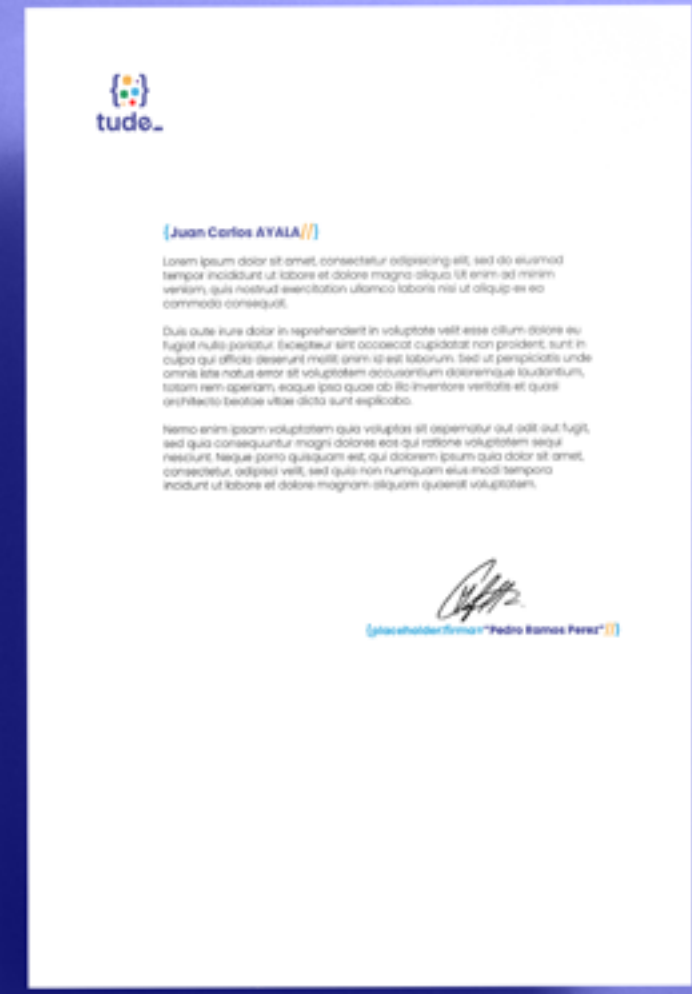 tude_
{Juan Carlos AYALA//}
Lorem ipsum dolor sit amet, consectetur adipisicing elit, sed do eiusmod
tempor incididunt ut labore et dolore magna aliqua. Ut enim ad minim
veniam, quis nostrud exercitation ullamco laboris nisi ut aliquip ex ea
commodo consequat.
Duis aute irure dolor in reprehenderit in voluptate velit esse cillum dolore eu
fugiat nulla pariatur. Excepteur sint occaecat cupidatat non proident, sunt in
culpa qui officia deserunt mollit anim id est laborum. Sed ut perspiciatis unde
omnis iste natus error sit voluptatem accusantium doloremque laudantium,
totam rem aperiam, eaque ipsa quae ab illo inventore veritatis et quasi
architecto beatae vitae dicta sunt explicabo.
Nemo enim ipsam voluptatem quia voluptas sit aspernatur aut odit aut fugit,
sed quia consequuntur magni dolores eos qui ratione voluptatem sequi
nesciunt. Neque porro quisquam est, qui dolorem ipsum quia dolor sit amet,
consectetur, adipisci velit, sed quia non numquam eius modi tempora
incidunt ut labore et dolore magnam aliquam quaerat voluptatem.
{placeholder:firma="Pedro Ramos Perez"//}